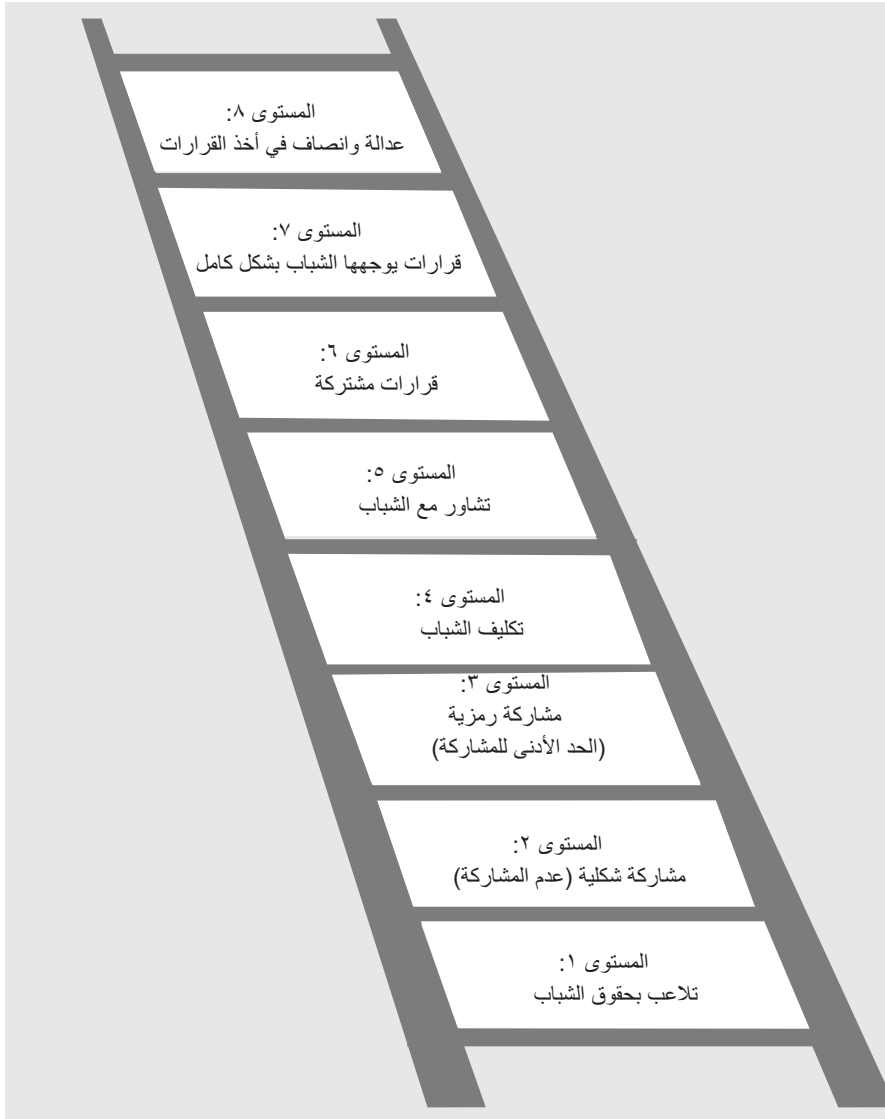 المستوى ٨:
عدالة وانصاف في أخذ القرارات
المستوى ٧:
قرارات يوجهها الشباب بشكل كامل
المستوى ٦:
قرارات مشتركة
المستوى ٥:
تشاور مع الشباب
المستوى ٤:
تكليف الشباب
المستوى ٣:
مشاركة رمزية
(الحد الأدنى للمشاركة)
المستوى ٢:
مشاركة شكلية (عدم المشاركة)
المستوى ١:
تلاعب بحقوق الشباب